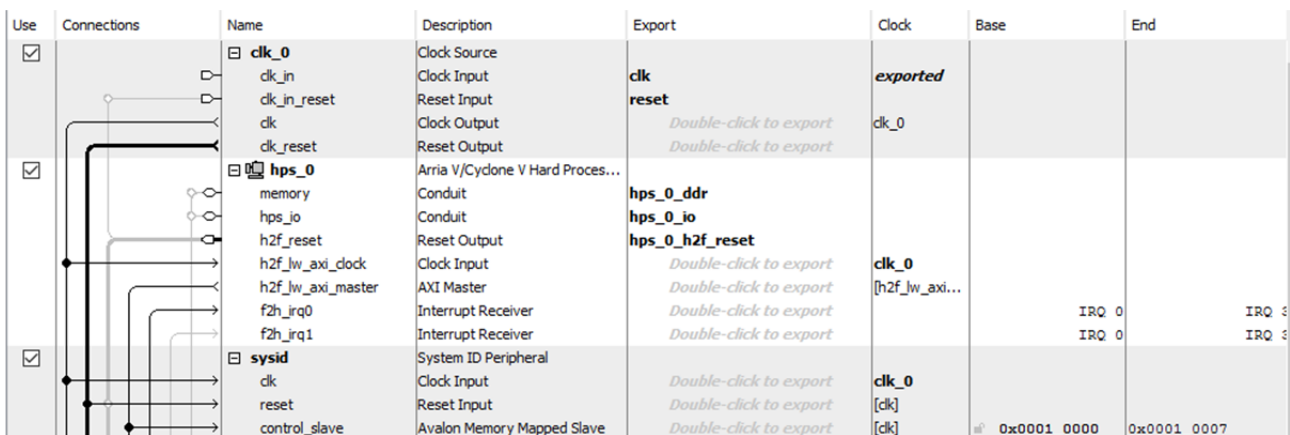 Use Connections Name Description Export Clock Base End
clk_0 Clock Source
clk_in Clock Input clk exported
clk_in_reset Reset Input reset
clk Clock Output Double-click to export clk_0
clk_reset Reset Output Double-click to export
hps_0 Arria V/Cyclone V Hard Proces...
memory Conduit hps_0_ddr
hps_io Conduit hps_0_io
h2f_reset Reset Output hps_0_h2f_reset
h2f_lw_axi_clock Clock Input Double-click to export clk_0
h2f_lw_axi_master AXI Master Double-click to export [h2f_lw_axi...
f2h_irq0 Interrupt Receiver Double-click to export IRQ 0 IRQ 3
f2h_irq1 Interrupt Receiver Double-click to export IRQ 0 IRQ 3
sysid System ID Peripheral
clk Clock Input Double-click to export clk_0
reset Reset Input Double-click to export [clk]
control_slave Avalon Memory Mapped Slave Double-click to export [clk] 0x0001 0000 0x0001 0007